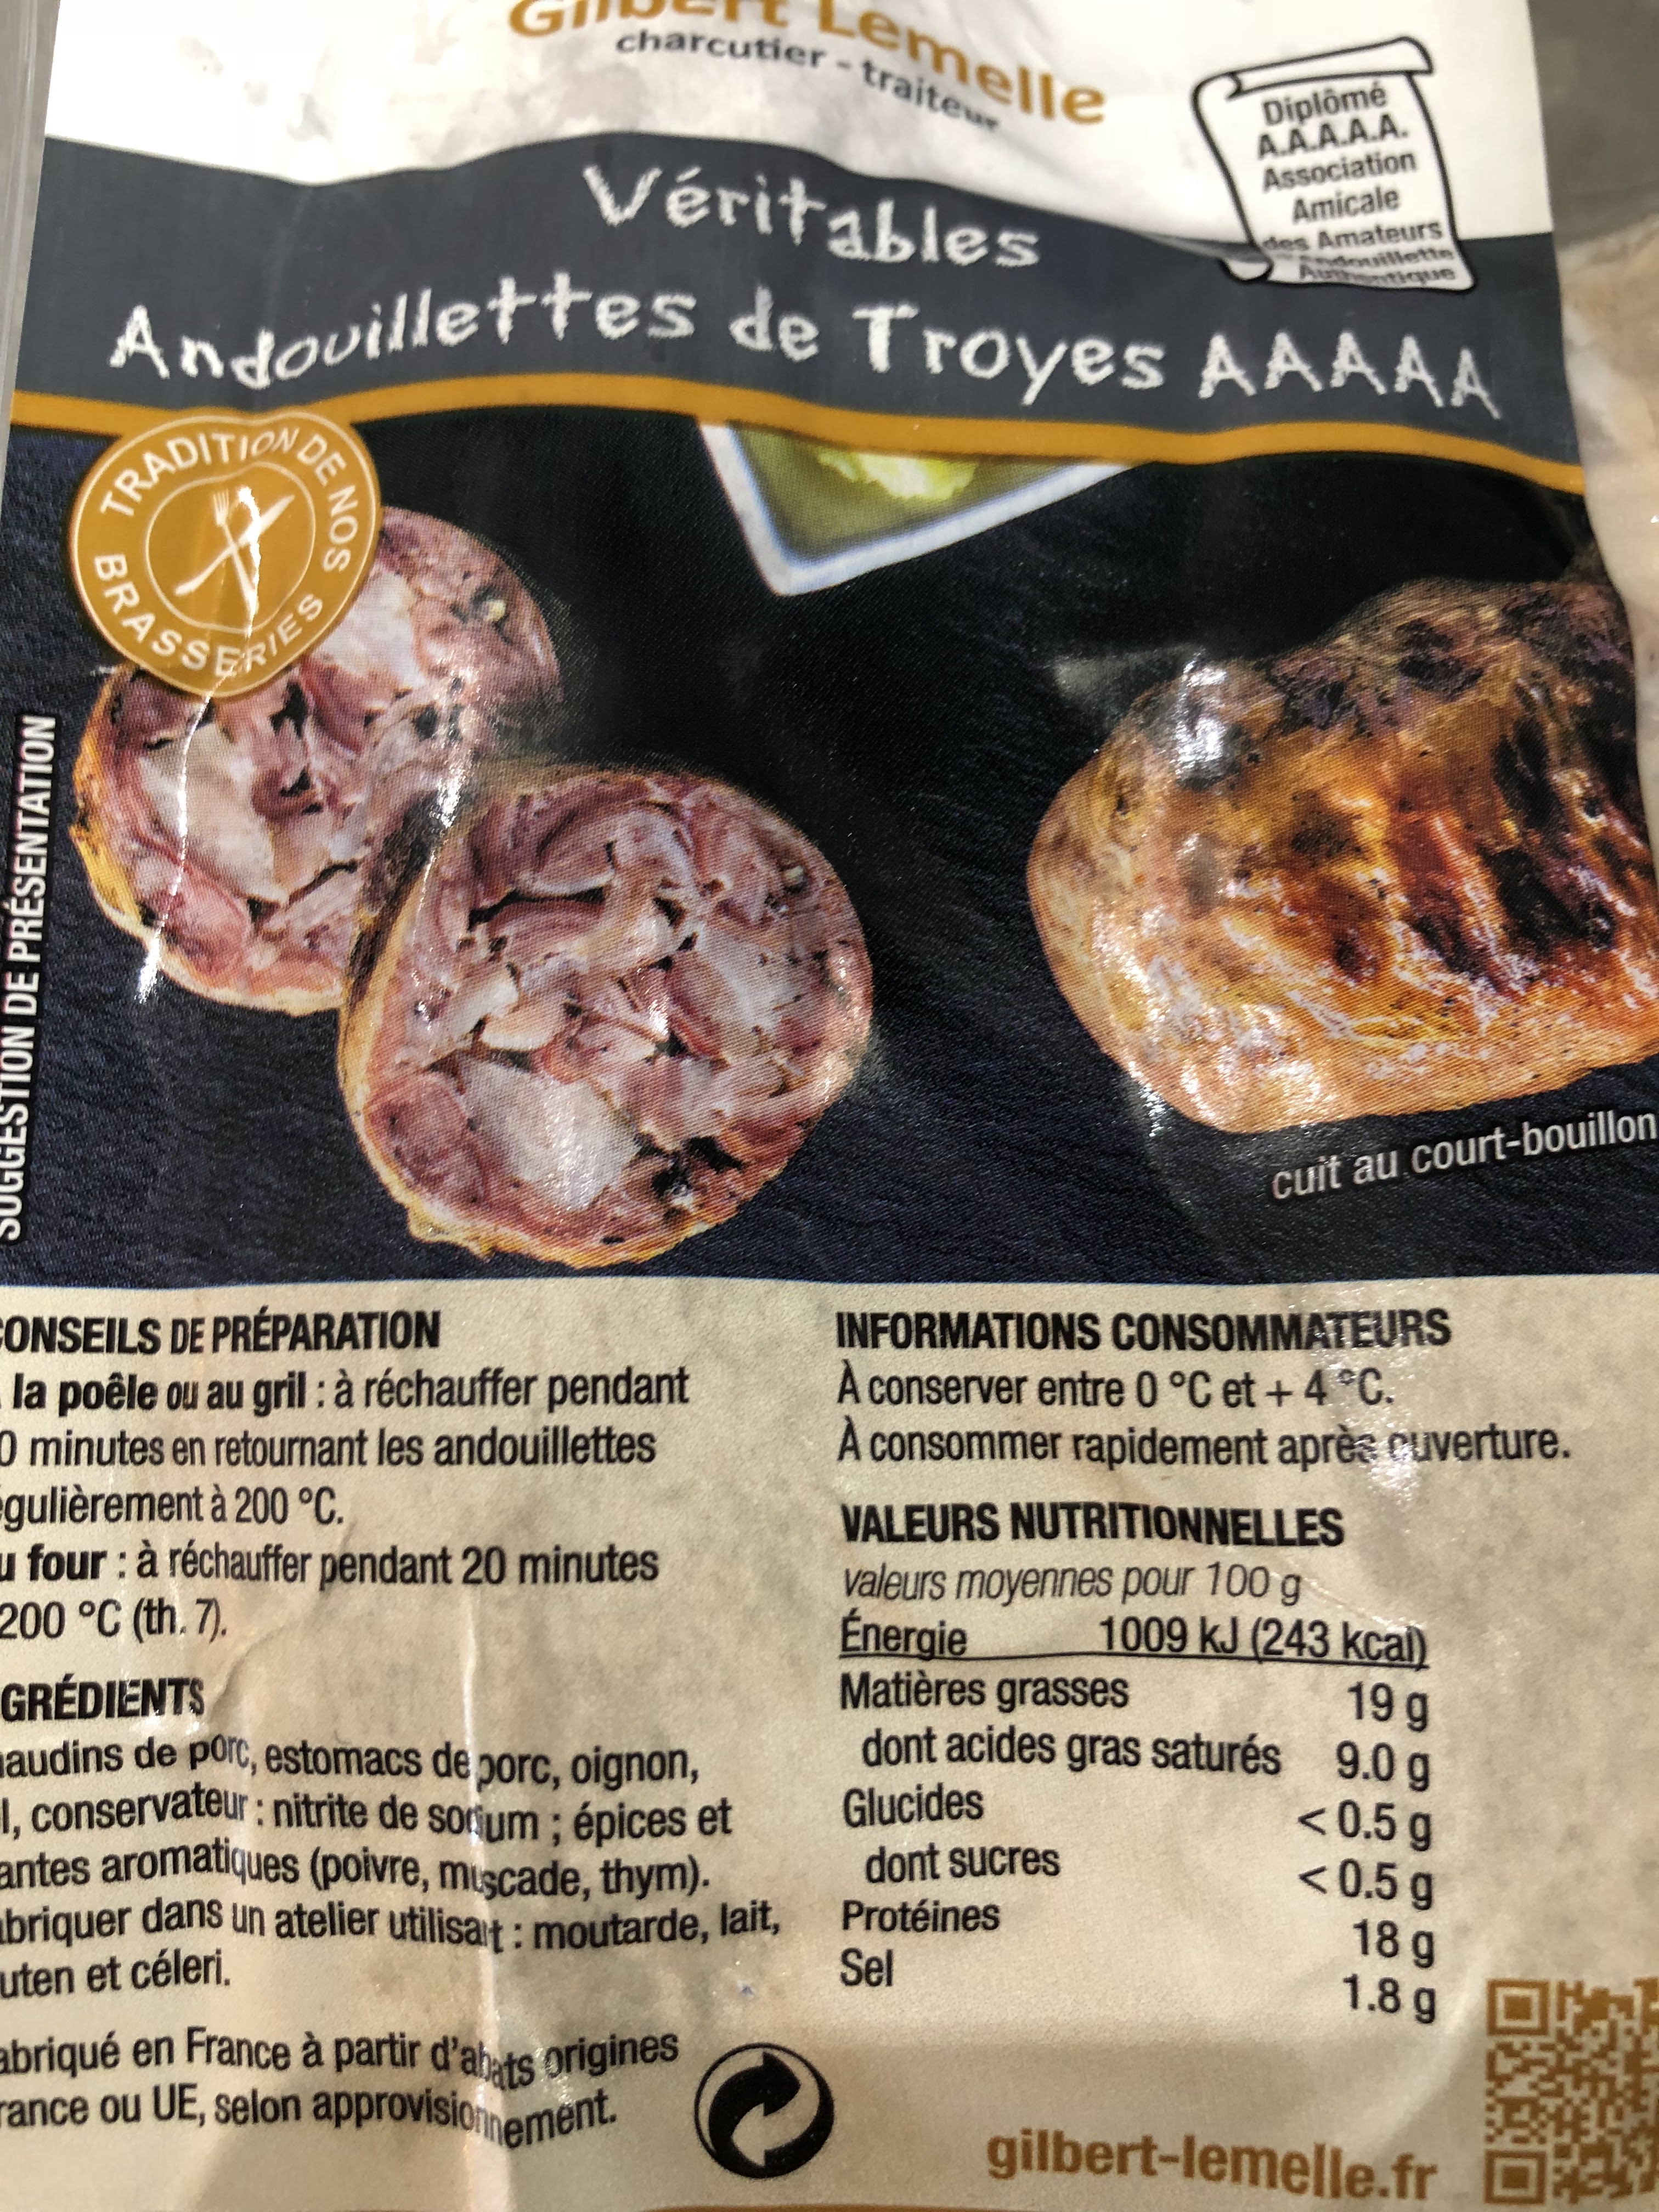 Gilbert Lemelle
charcutier - traiteur
Diplômé
A.A.A.A.A.
Association
Amicale
des Amateurs
Andouillette
Authentique
Véritables
Andouillettes de Troyes AAAAA
TRADITION DE NOS
BRASSERIES
SUGGESTION DE PRÉSENTATION
cuit au court-bouillon
CONSEILS DE PRÉPARATION
la poêle ou au gril : à réchauffer pendant
0 minutes en retournant les andouillettes
égulièrement à 200 °C.
u four : à réchauffer pendant 20 minutes
200 °C (th. 7).
GRÉDIENTS
audins de porc, estomacs de porc, oignon,
l, conservateur : nitrite de sodium ; épices et
antes aromatiques (poivre, muscade, thym).
abriquer dans un atelier utilisant : moutarde, lait,
uten et céleri.
abriqué en France à partir d'abats origines
rance ou UE, selon approvisionnement.
INFORMATIONS CONSOMMATEURS
À conserver entre 0 °C et + 4 °C.
À consommer rapidement après ouverture.
VALEURS NUTRITIONNELLES
valeurs moyennes pour 100 g
Énergie 1009 kJ (243 kcal)
Matières grasses 19 g
dont acides gras saturés 9.0 g
Glucides < 0.5 g
dont sucres < 0.5 g
Protéines 18 g
Sel 1.8 g
gilbert-lemelle.fr